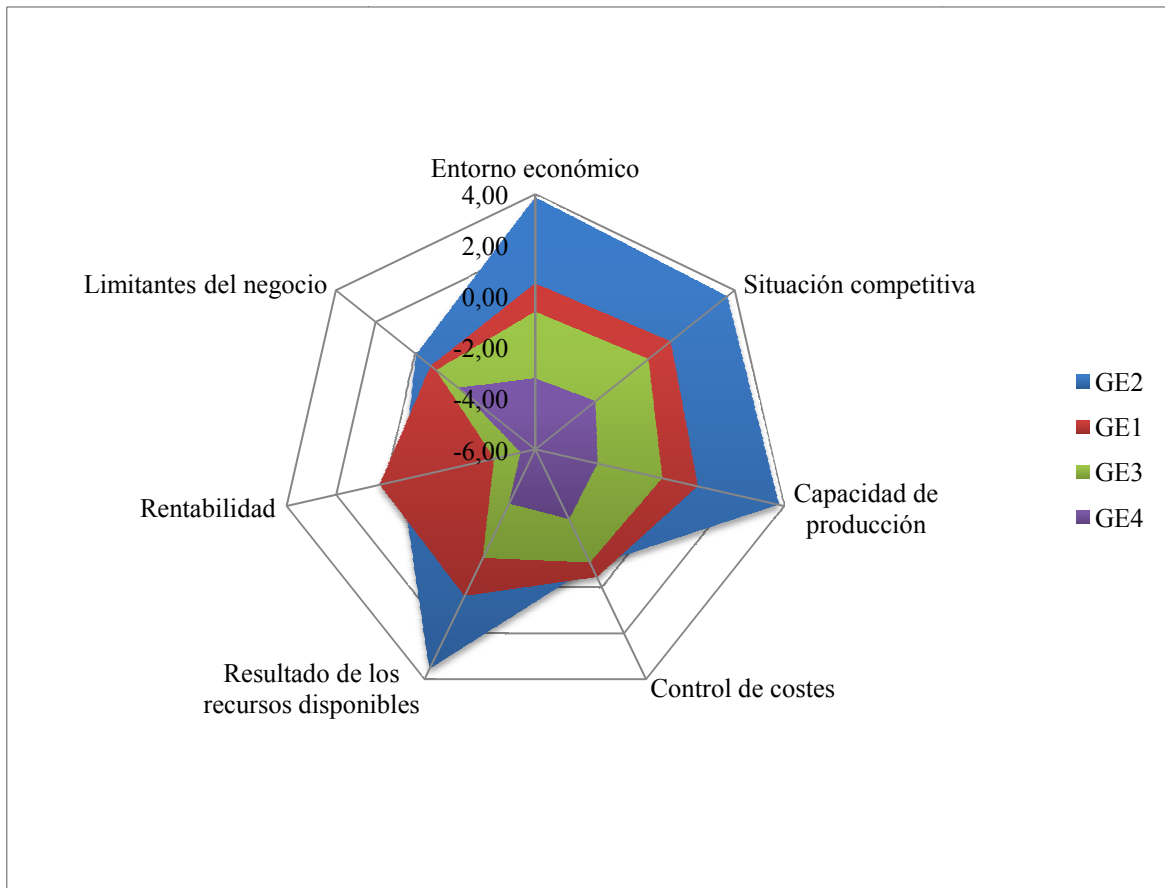 Entorno económico
4,00
2,00
0,00
-2,00
-4,00
-6,00
Limitantes del negocio
Situación competitiva
Rentabilidad
Capacidad de
producción
Resultado de los
recursos disponibles
Control de costes
GE2
GE1
GE3
GE4